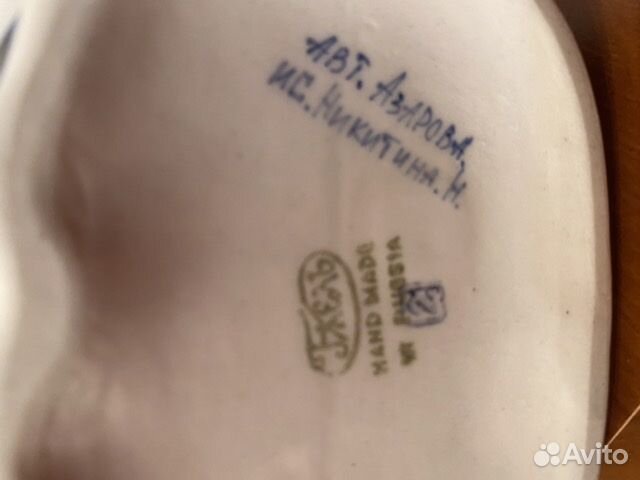 АВТ. АЗАРОВА,
ИС. НИКИТИНА. Н.
ГЖЕЛЬ
HAND MADE
IN RUSSIA
Avito